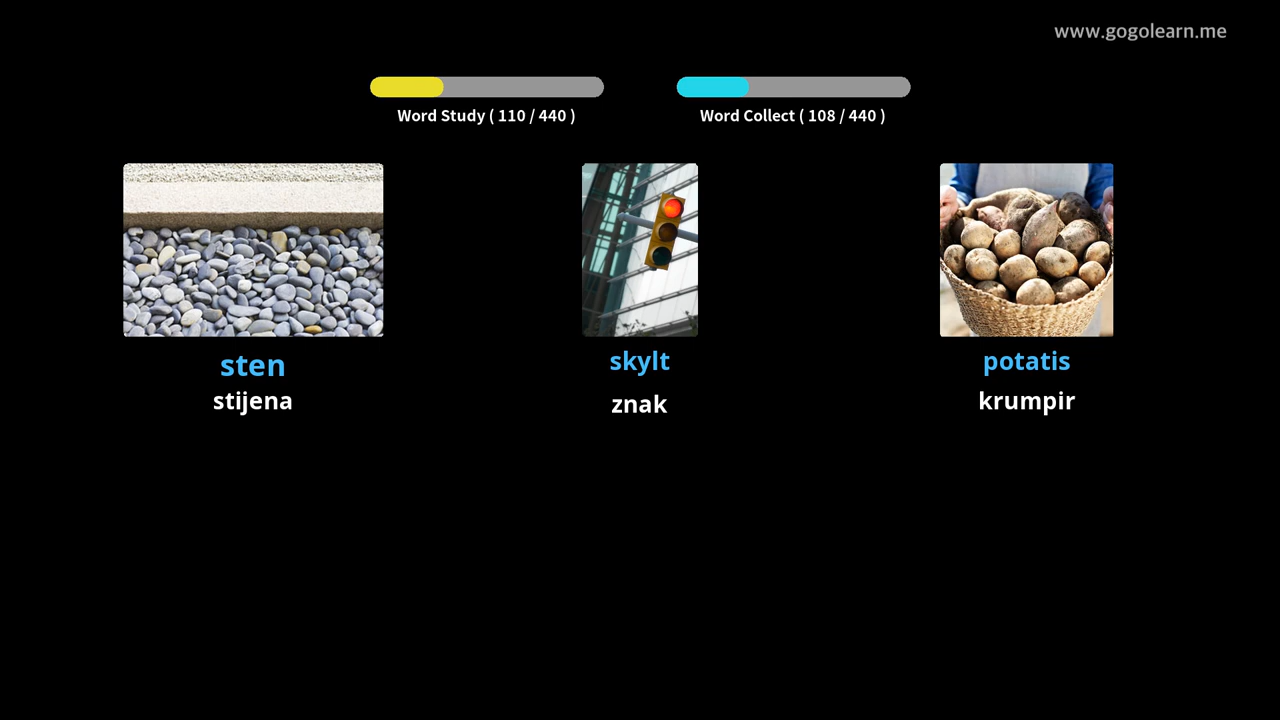 www.gogolearn.me
Word Study ( 110 / 440 )
Word Collect ( 108 / 440 )
sten
stijena
skylt
znak
potatis
krumpir